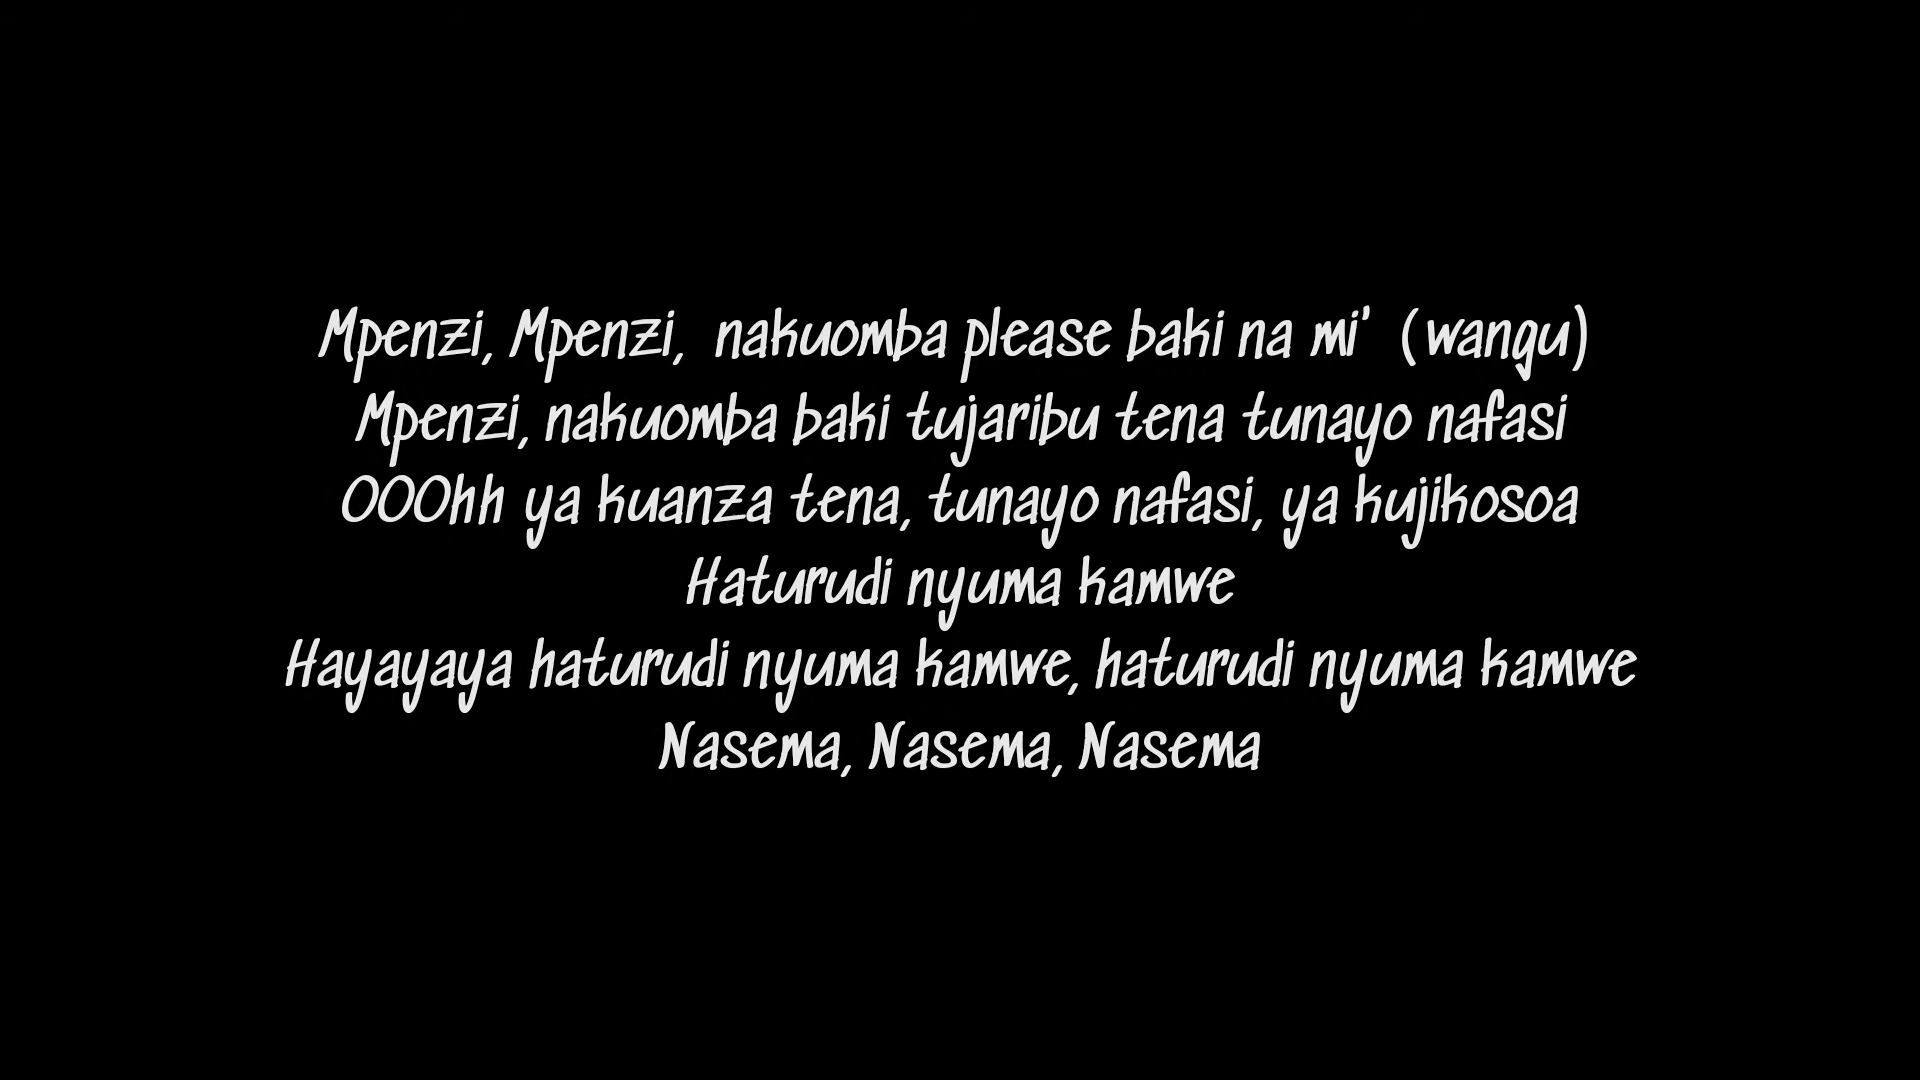 Mpenzi, Mpenzi, nakuomba please baki na mi' (wangu)
Mpenzi, nakuomba baki tujaribu tena tunayo nafasi
OOOhh ya kuanza tena, tunayo nafasi, ya kujikosoa
Haturudi nyuma kamwe
Hayayaya haturudi nyuma kamwe, haturudi nyuma kamwe
Nasema, Nasema, Nasema